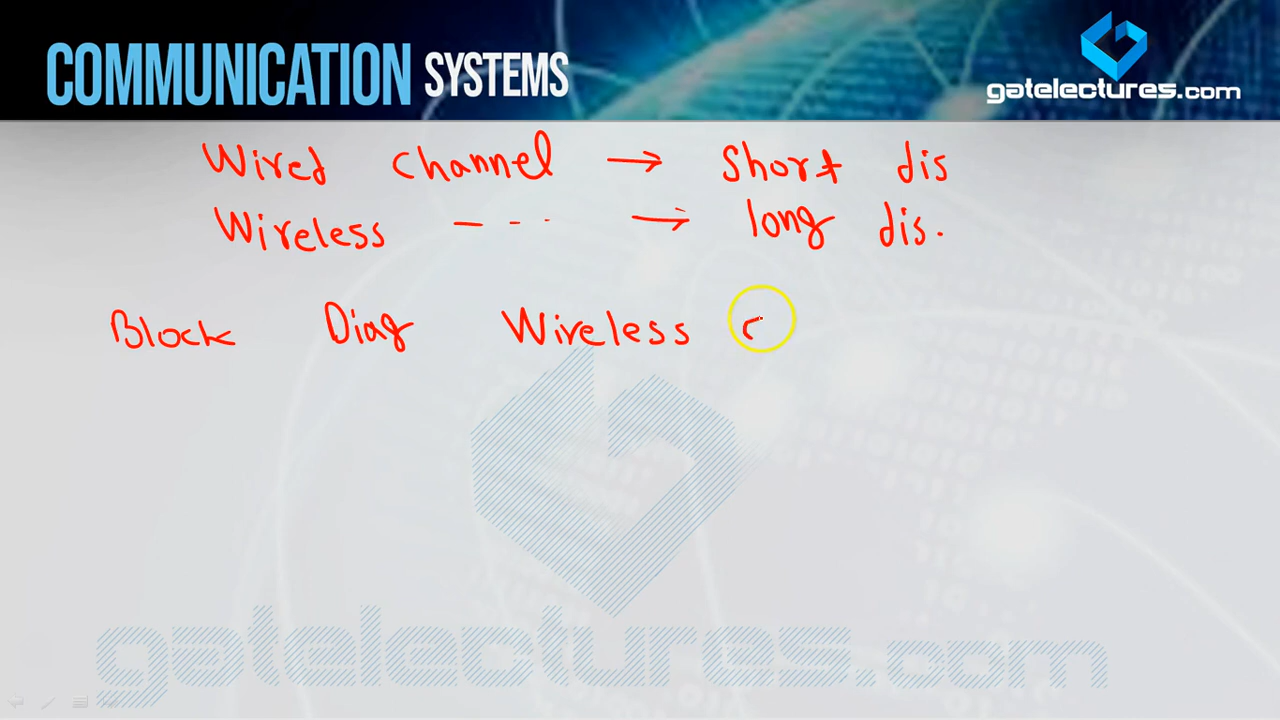 COMMUNICATION SYSTEMS
gatelectures.com
Wired channel → Short dis
Wireless - - - → long dis.
Block Diag Wireless c
gatelectures.com